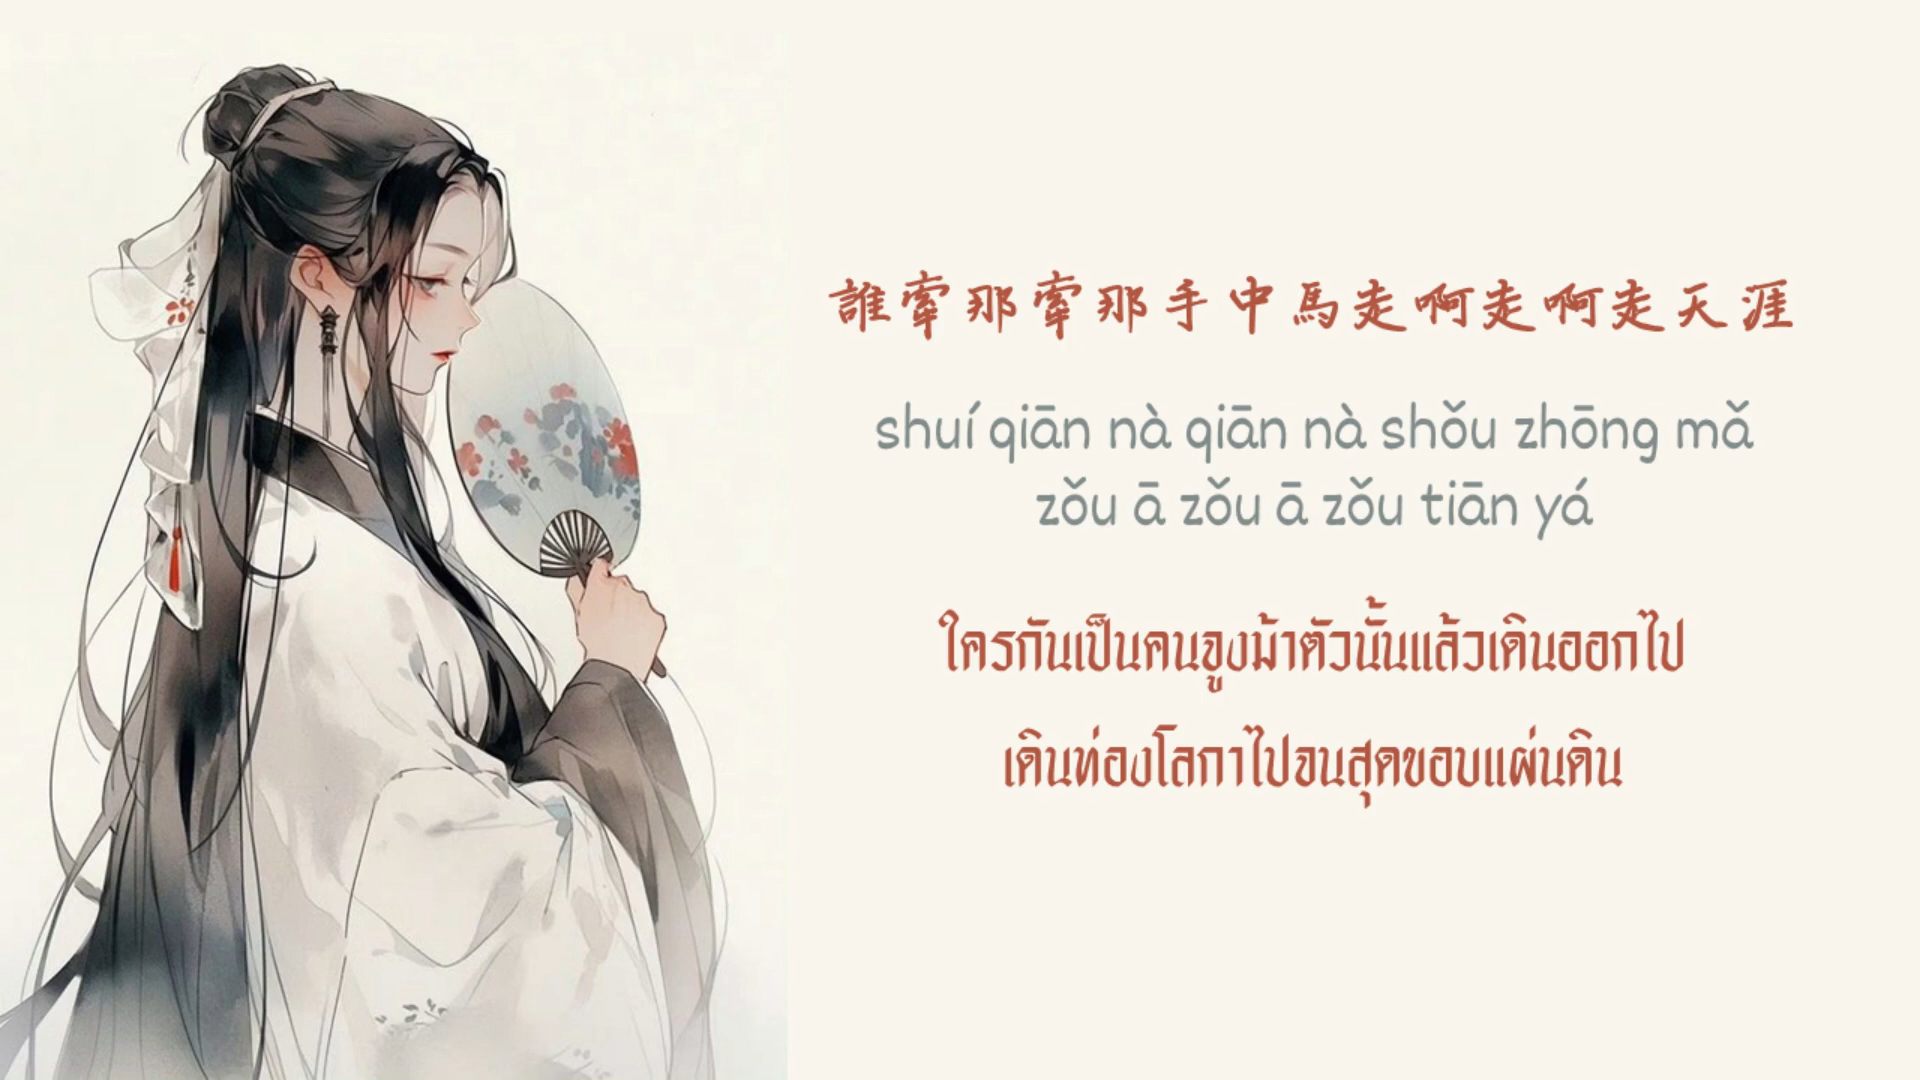 誰牽那牽那手中馬走啊走啊走天涯
shuí qiān nà qiān nà shǒu zhōng mǎ
zǒu ā zǒu ā zǒu tiān yá
ใครกันเป็นคนจูงม้าตัวนั้นแล้วเดินออกไป
เดินท่องโลกาไปจนสุดขอบแผ่นดิน